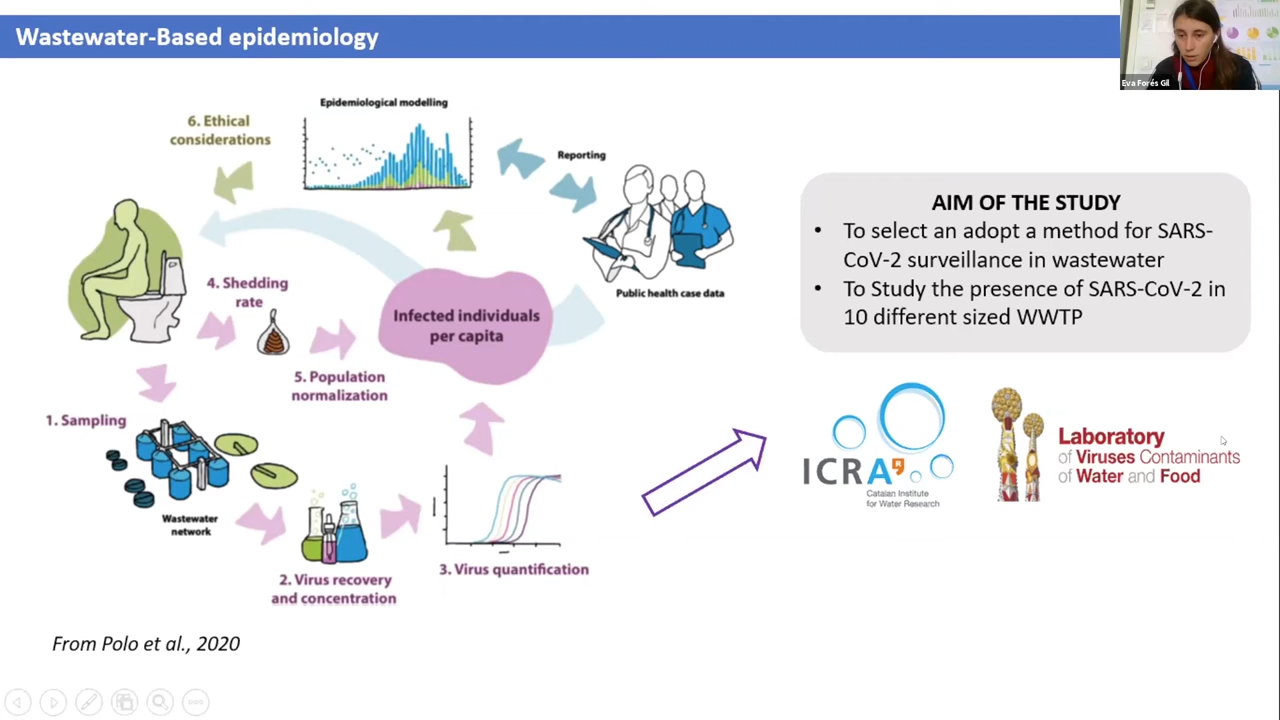 Wastewater-Based epidemiology
Eva Forés Gil
Epidemiological modelling
6. Ethical
considerations
Reporting
Public health case data
4. Shedding
rate
Infected individuals
per capita
5. Population
normalization
1. Sampling
Wastewater
network
2. Virus recovery
and concentration
3. Virus quantification
From Polo et al., 2020
AIM OF THE STUDY
• To select an adopt a method for SARS-
CoV-2 surveillance in wastewater
• To Study the presence of SARS-CoV-2 in
10 different sized WWTP
ICRA
Catalan Institute
for Water Research
Laboratory
of Viruses Contaminants
of Water and Food